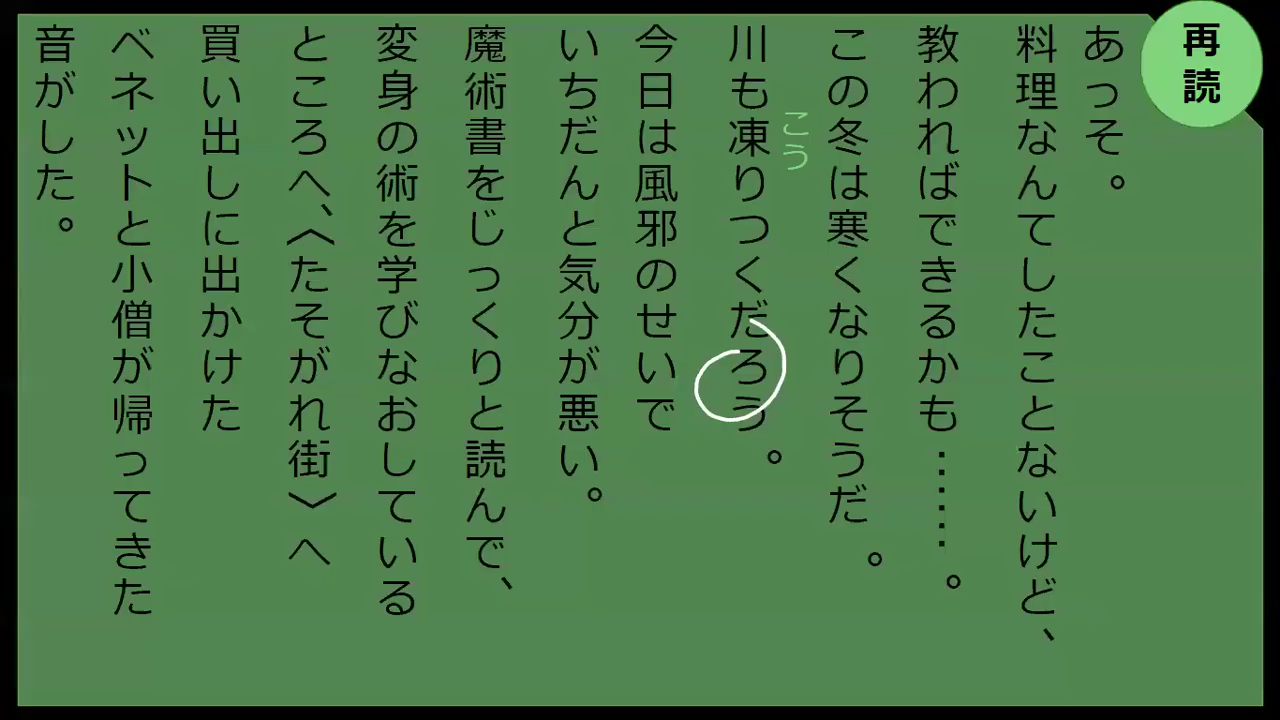 再読
あっそ。
料理なんてしたことないけど、
教われればできるかも……。
この冬は寒くなりそうだ。
川も凍りつくだろう。
こう
今日は風邪のせいで
いちだんと気分が悪い。
魔術書をじっくりと読んで、
変身の術を学びなおしている
ところへ、〈たそがれ街〉へ
買い出しに出かけた
ベネットと小僧が帰ってきた
音がした。